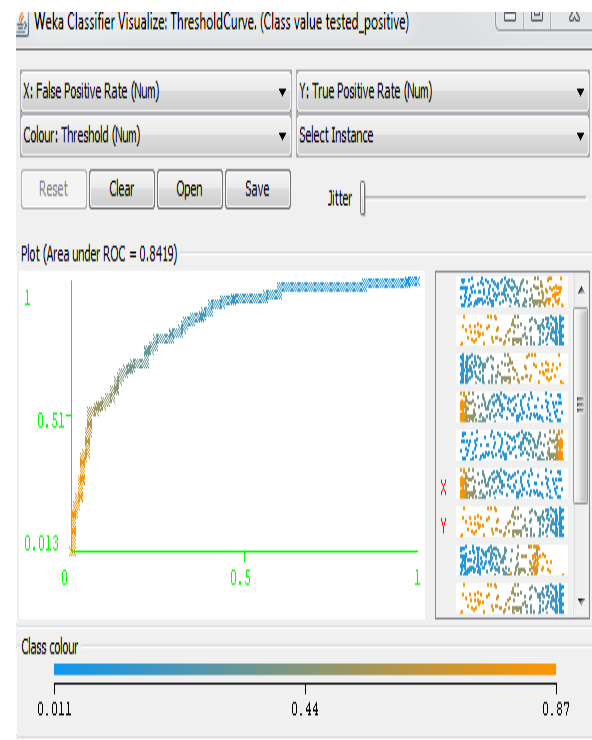 Weka Classifier Visualize: ThresholdCurve. (Class value tested_positive)
X: False Positive Rate (Num) Y: True Positive Rate (Num)
Colour: Threshold (Num) Select Instance
Reset Clear Open Save Jitter
Plot (Area under ROC = 0.8419)
1
0.51
0.013
0 0.5 1
X
Y
Class colour
0.011 0.44 0.87